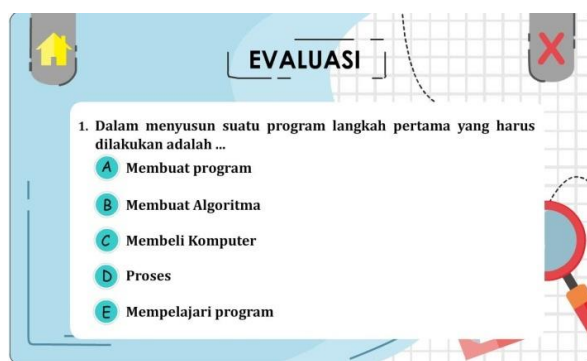 EVALUASI
1. Dalam menyusun suatu program langkah pertama yang harus
dilakukan adalah ...
A Membuat program
B Membuat Algoritma
C Membeli Komputer
D Proses
E Mempelajari program